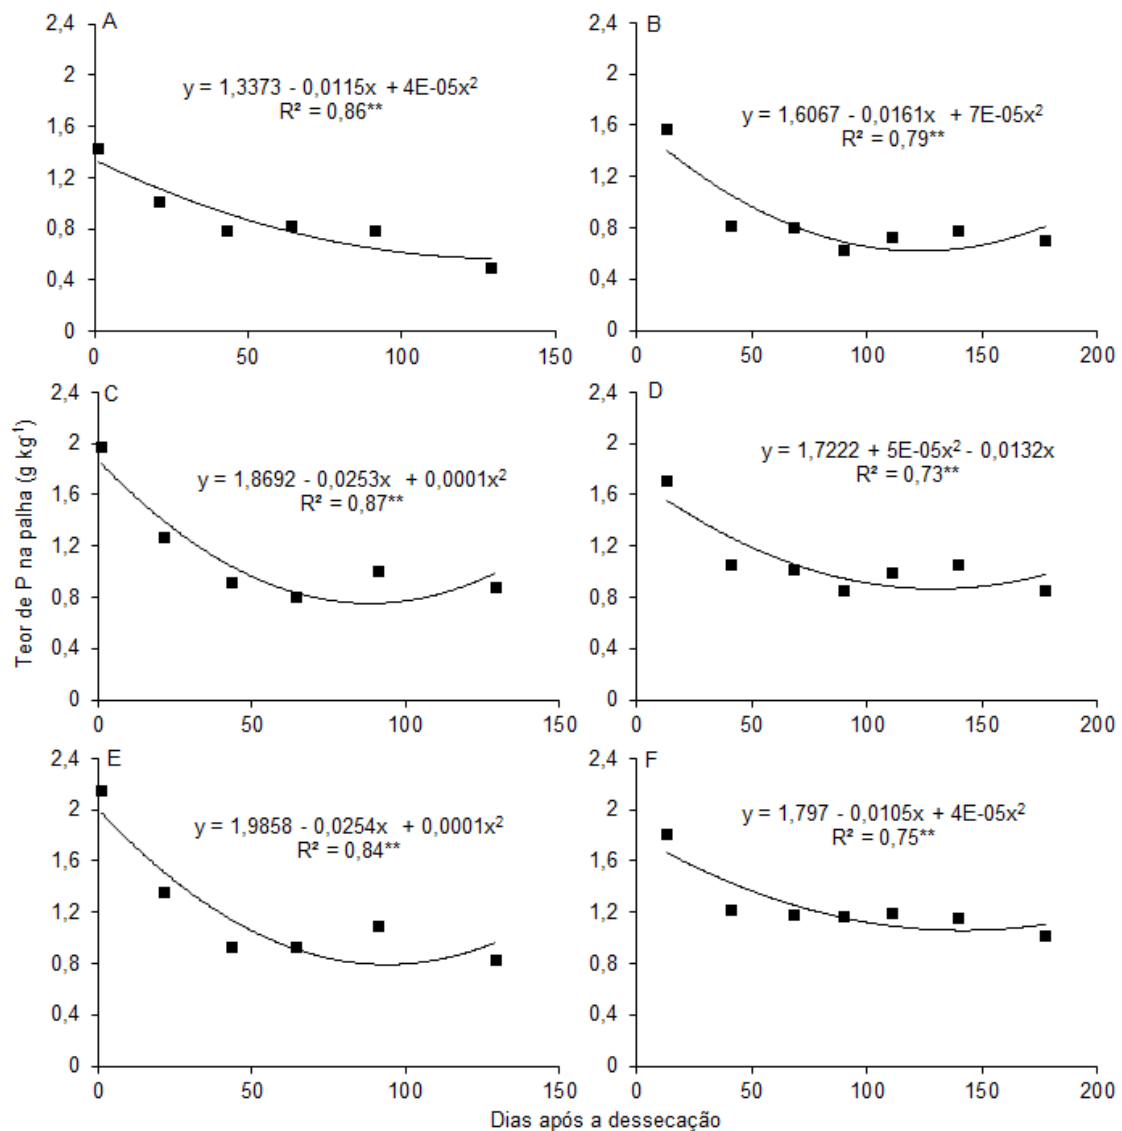 A
2,4
2
1,6
1,2
0,8
0,4
0
y = 1,3373 - 0,0115x + 4E-05x²
R² = 0,86**
0 50 100 150
B
2,4
2
1,6
1,2
0,8
0,4
0
y = 1,6067 - 0,0161x + 7E-05x²
R² = 0,79**
0 50 100 150 200
Teor de P na palha (g kg⁻¹)
C
2,4
2
1,6
1,2
0,8
0,4
0
y = 1,8692 - 0,0253x + 0,0001x²
R² = 0,87**
0 50 100 150
D
2,4
2
1,6
1,2
0,8
0,4
0
y = 1,7222 + 5E-05x² - 0,0132x
R² = 0,73**
0 50 100 150 200
E
2,4
2
1,6
1,2
0,8
0,4
0
y = 1,9858 - 0,0254x + 0,0001x²
R² = 0,84**
0 50 100 150
F
2,4
2
1,6
1,2
0,8
0,4
0
y = 1,797 - 0,0105x + 4E-05x²
R² = 0,75**
0 50 100 150 200
Dias após a dessecação